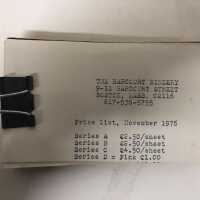 THE HARCOURT BINDERY
9-11 HARCOURT STREET
BOSTON, MASS. 02116
617-536-5755
Price list, November 1975
Series A ¢2.50/sheet
Series B ¢2.50/sheet
Series C ¢4.50/sheet
Series D = Pink ¢1.00